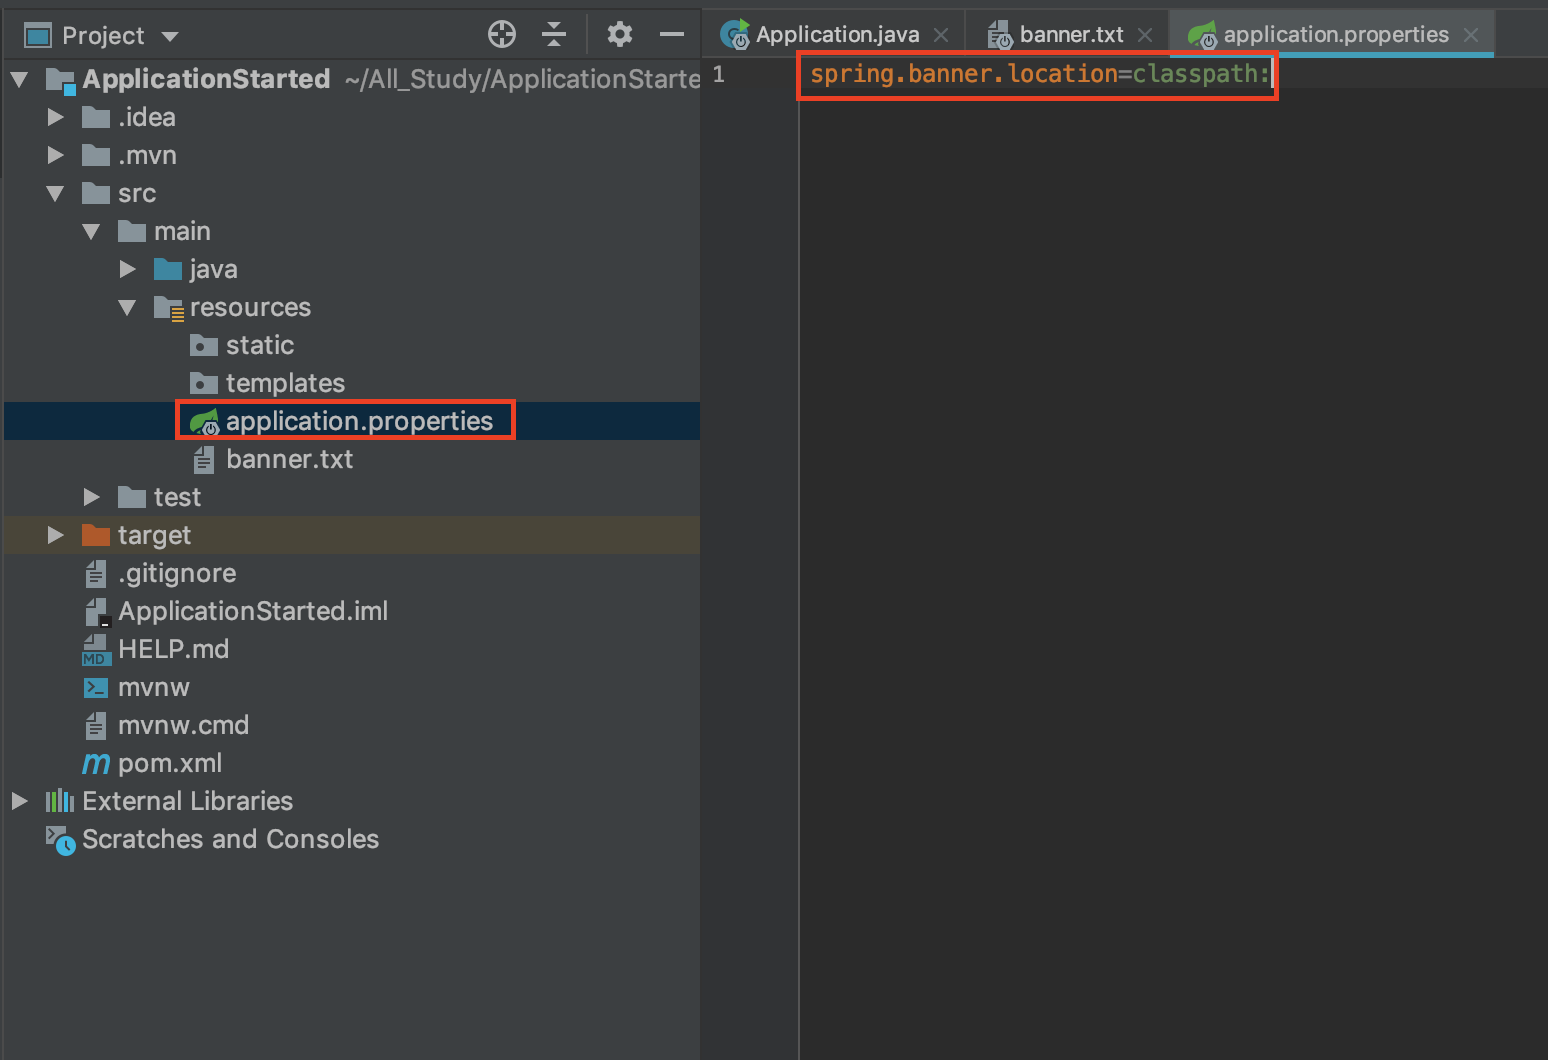 Project
ApplicationStarted ~/All_Study/ApplicationStarte
.idea
.mvn
src
main
java
resources
static
templates
application.properties
banner.txt
test
target
.gitignore
ApplicationStarted.iml
HELP.md
mvnw
mvnw.cmd
pom.xml
External Libraries
Scratches and Consoles
Application.java
banner.txt
application.properties
1 spring.banner.location=classpath: